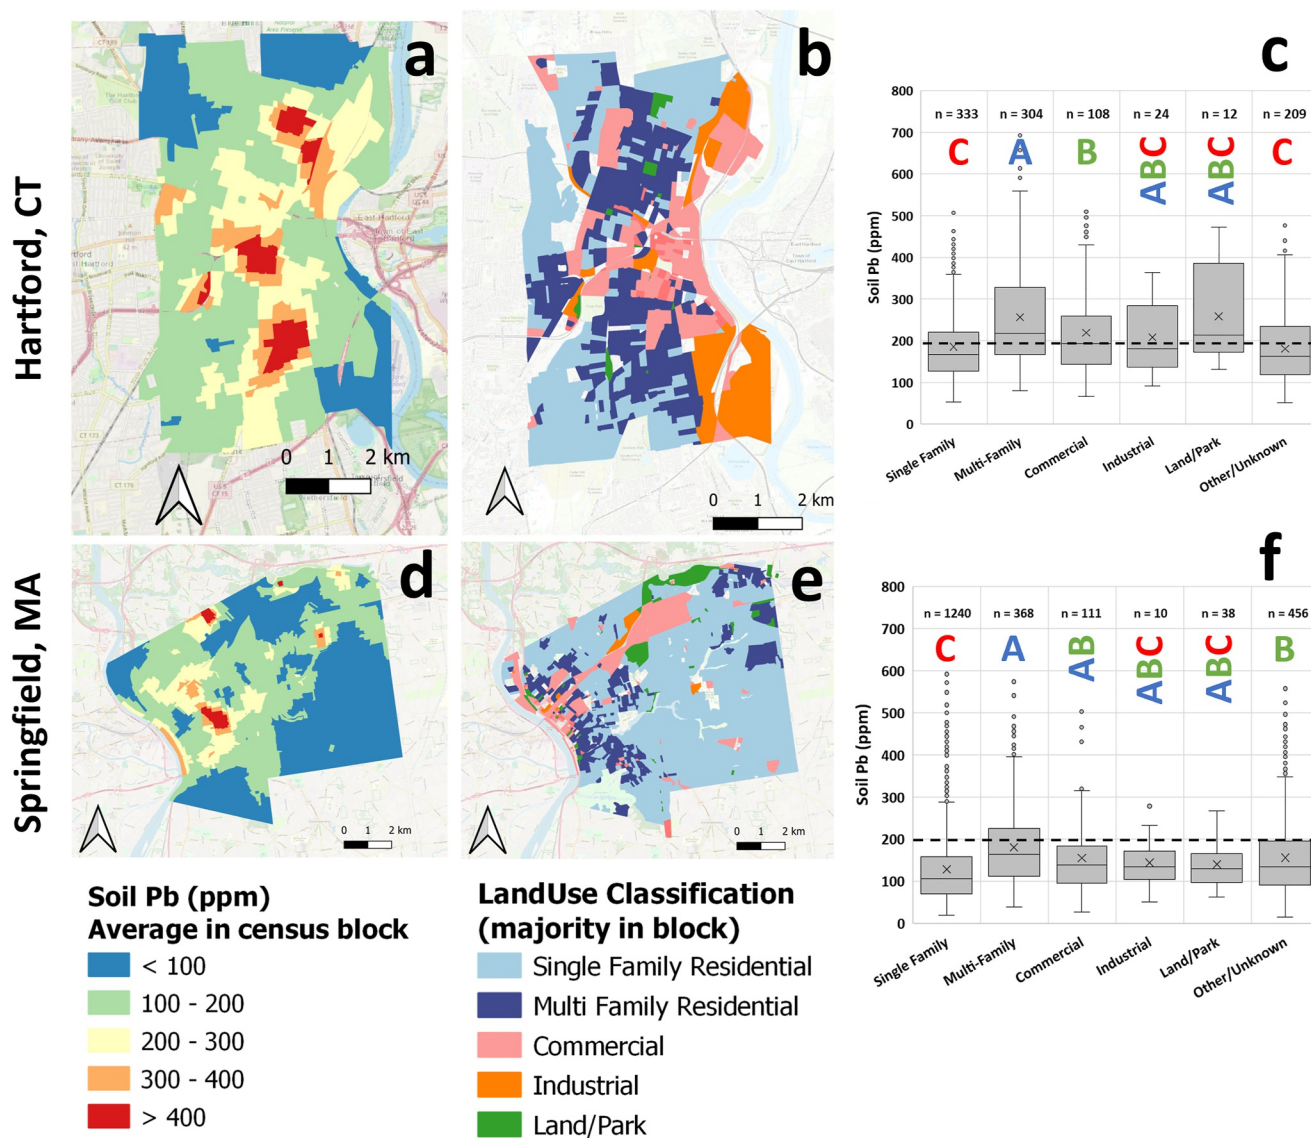 Hartford, CT
a
0 1 2 km
b
0 1 2 km
c
800
700
600
500
400
300
200
100
0
Soil Pb (ppm)
n = 333
n = 304
n = 108
n = 24
n = 12
n = 209
C
A
B
ABC
ABC
C
Single Family
Multi-Family
Commercial
Industrial
Land/Park
Other/Unknown
Springfield, MA
d
0 1 2 km
e
0 1 2 km
f
800
700
600
500
400
300
200
100
0
Soil Pb (ppm)
n = 1240
n = 368
n = 111
n = 10
n = 38
n = 456
C
A
AB
ABC
ABC
B
Single Family
Multi-Family
Commercial
Industrial
Land/Park
Other/Unknown
Soil Pb (ppm)
Average in census block
< 100
100 - 200
200 - 300
300 - 400
> 400
LandUse Classification
(majority in block)
Single Family Residential
Multi Family Residential
Commercial
Industrial
Land/Park